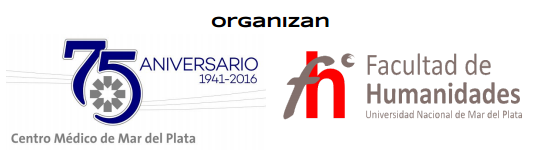 organizan
75 ANIVERSARIO
1941-2016
Centro Médico de Mar del Plata
fhc Facultad de
Humanidades
Universidad Nacional de Mar del Plata